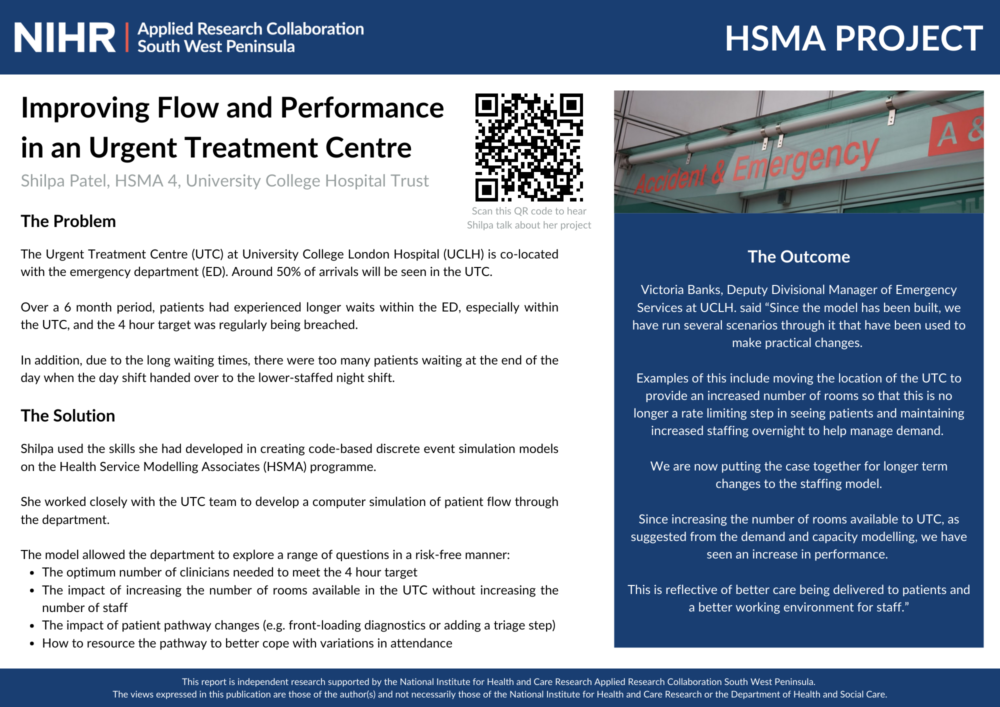 NIHR | Applied Research Collaboration
South West Peninsula
HSMA PROJECT
Improving Flow and Performance
in an Urgent Treatment Centre
Shilpa Patel, HSMA 4, University College Hospital Trust
Scan this QR code to hear
Shilpa talk about her project
The Problem
The Urgent Treatment Centre (UTC) at University College London Hospital (UCLH) is co-located
with the emergency department (ED). Around 50% of arrivals will be seen in the UTC.
Over a 6 month period, patients had experienced longer waits within the ED, especially within
the UTC, and the 4 hour target was regularly being breached.
In addition, due to the long waiting times, there were too many patients waiting at the end of the
day when the day shift handed over to the lower-staffed night shift.
The Solution
Shilpa used the skills she had developed in creating code-based discrete event simulation models
on the Health Service Modelling Associates (HSMA) programme.
She worked closely with the UTC team to develop a computer simulation of patient flow through
the department.
The model allowed the department to explore a range of questions in a risk-free manner:
• The optimum number of clinicians needed to meet the 4 hour target
• The impact of increasing the number of rooms available in the UTC without increasing the
number of staff
• The impact of patient pathway changes (e.g. front-loading diagnostics or adding a triage step)
• How to resource the pathway to better cope with variations in attendance
Accident & Emergency
A &
The Outcome
Victoria Banks, Deputy Divisional Manager of Emergency
Services at UCLH. said “Since the model has been built, we
have run several scenarios through it that have been used to
make practical changes.
Examples of this include moving the location of the UTC to
provide an increased number of rooms so that this is no
longer a rate limiting step in seeing patients and maintaining
increased staffing overnight to help manage demand.
We are now putting the case together for longer term
changes to the staffing model.
Since increasing the number of rooms available to UTC, as
suggested from the demand and capacity modelling, we have
seen an increase in performance.
This is reflective of better care being delivered to patients and
a better working environment for staff.”
This report is independent research supported by the National Institute for Health and Care Research Applied Research Collaboration South West Peninsula.
The views expressed in this publication are those of the author(s) and not necessarily those of the National Institute for Health and Care Research or the Department of Health and Social Care.